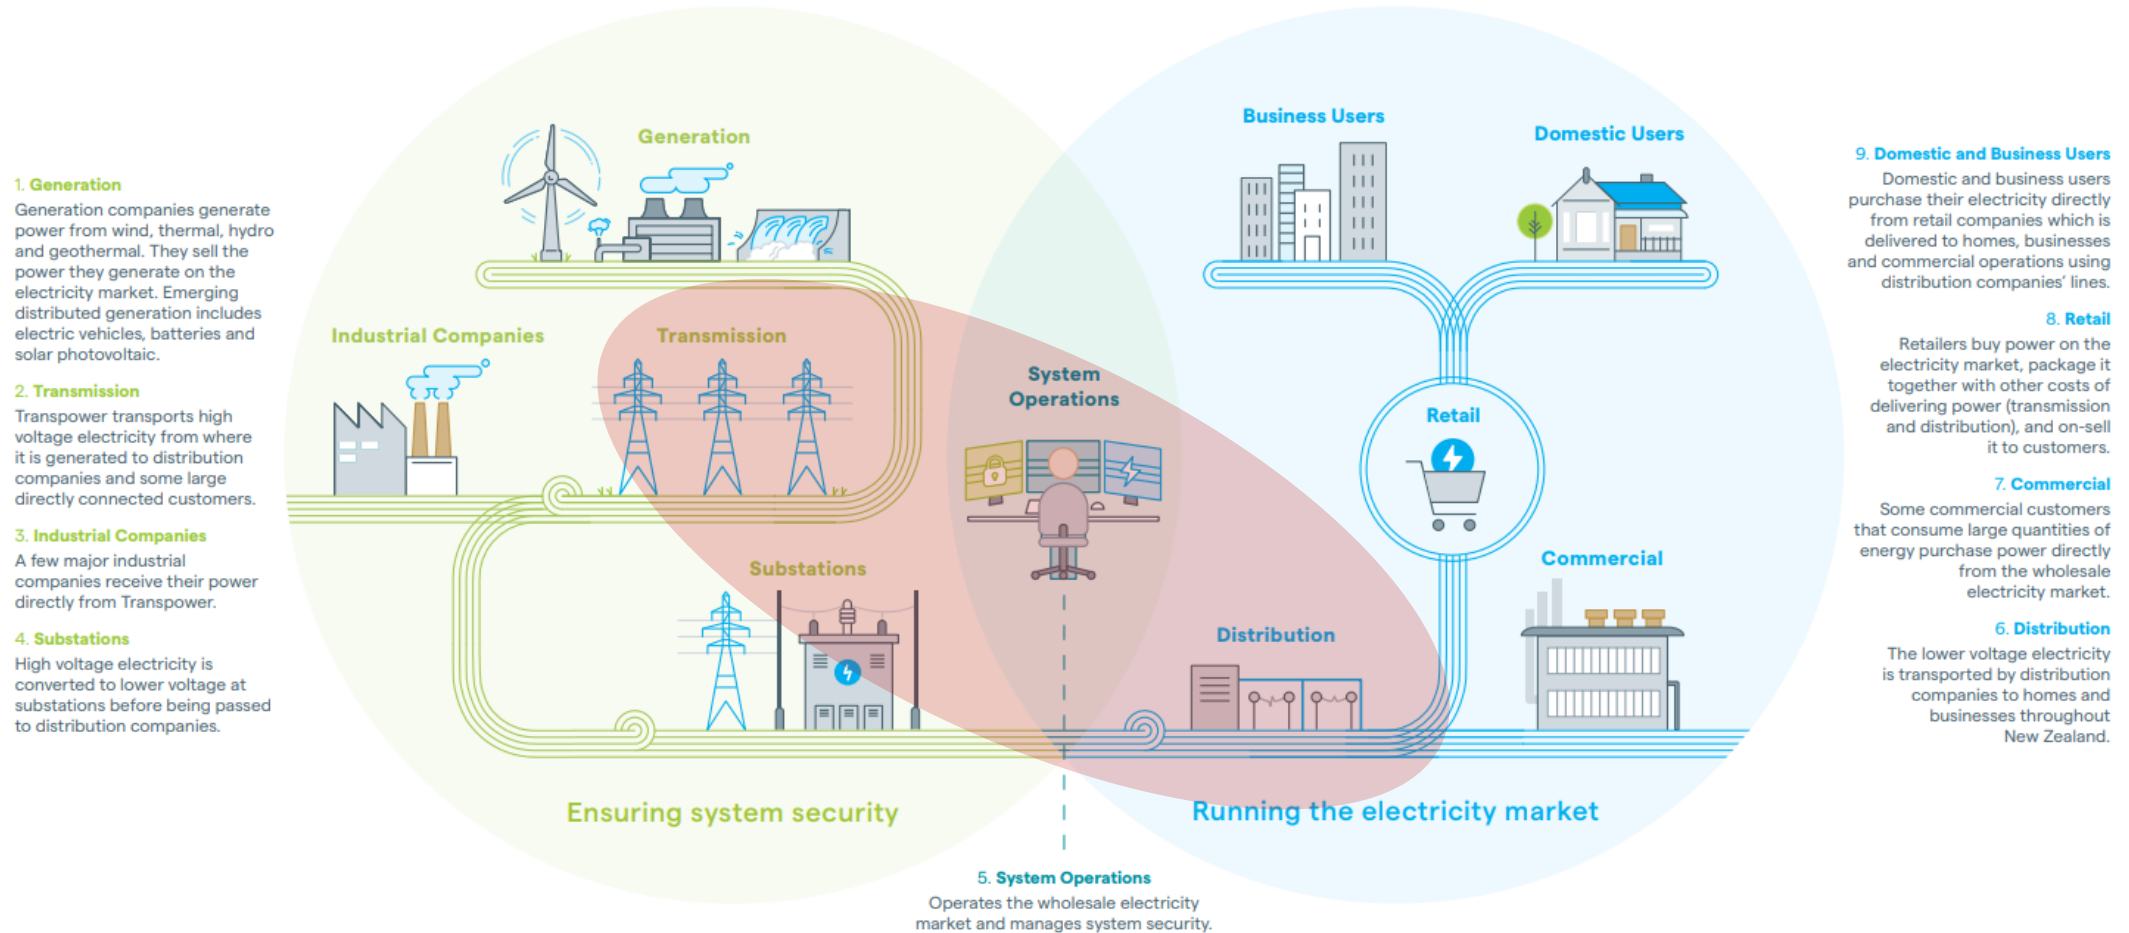 1. Generation
Generation companies generate
power from wind, thermal, hydro
and geothermal. They sell the
power they generate on the
electricity market. Emerging
distributed generation includes
electric vehicles, batteries and
solar photovoltaic.
2. Transmission
Transpower transports high
voltage electricity from where
it is generated to distribution
companies and some large
directly connected customers.
3. Industrial Companies
A few major industrial
companies receive their power
directly from Transpower.
4. Substations
High voltage electricity is
converted to lower voltage at
substations before being passed
to distribution companies.
Generation
Industrial Companies
Transmission
Substations
Ensuring system security
System
Operations
5. System Operations
Operates the wholesale electricity
market and manages system security.
Business Users
Domestic Users
Retail
Commercial
Distribution
Running the electricity market
9. Domestic and Business Users
Domestic and business users
purchase their electricity directly
from retail companies which is
delivered to homes, businesses
and commercial operations using
distribution companies' lines.
8. Retail
Retailers buy power on the
electricity market, package it
together with other costs of
delivering power (transmission
and distribution), and on-sell
it to customers.
7. Commercial
Some commercial customers
that consume large quantities of
energy purchase power directly
from the wholesale
electricity market.
6. Distribution
The lower voltage electricity
is transported by distribution
companies to homes and
businesses throughout
New Zealand.